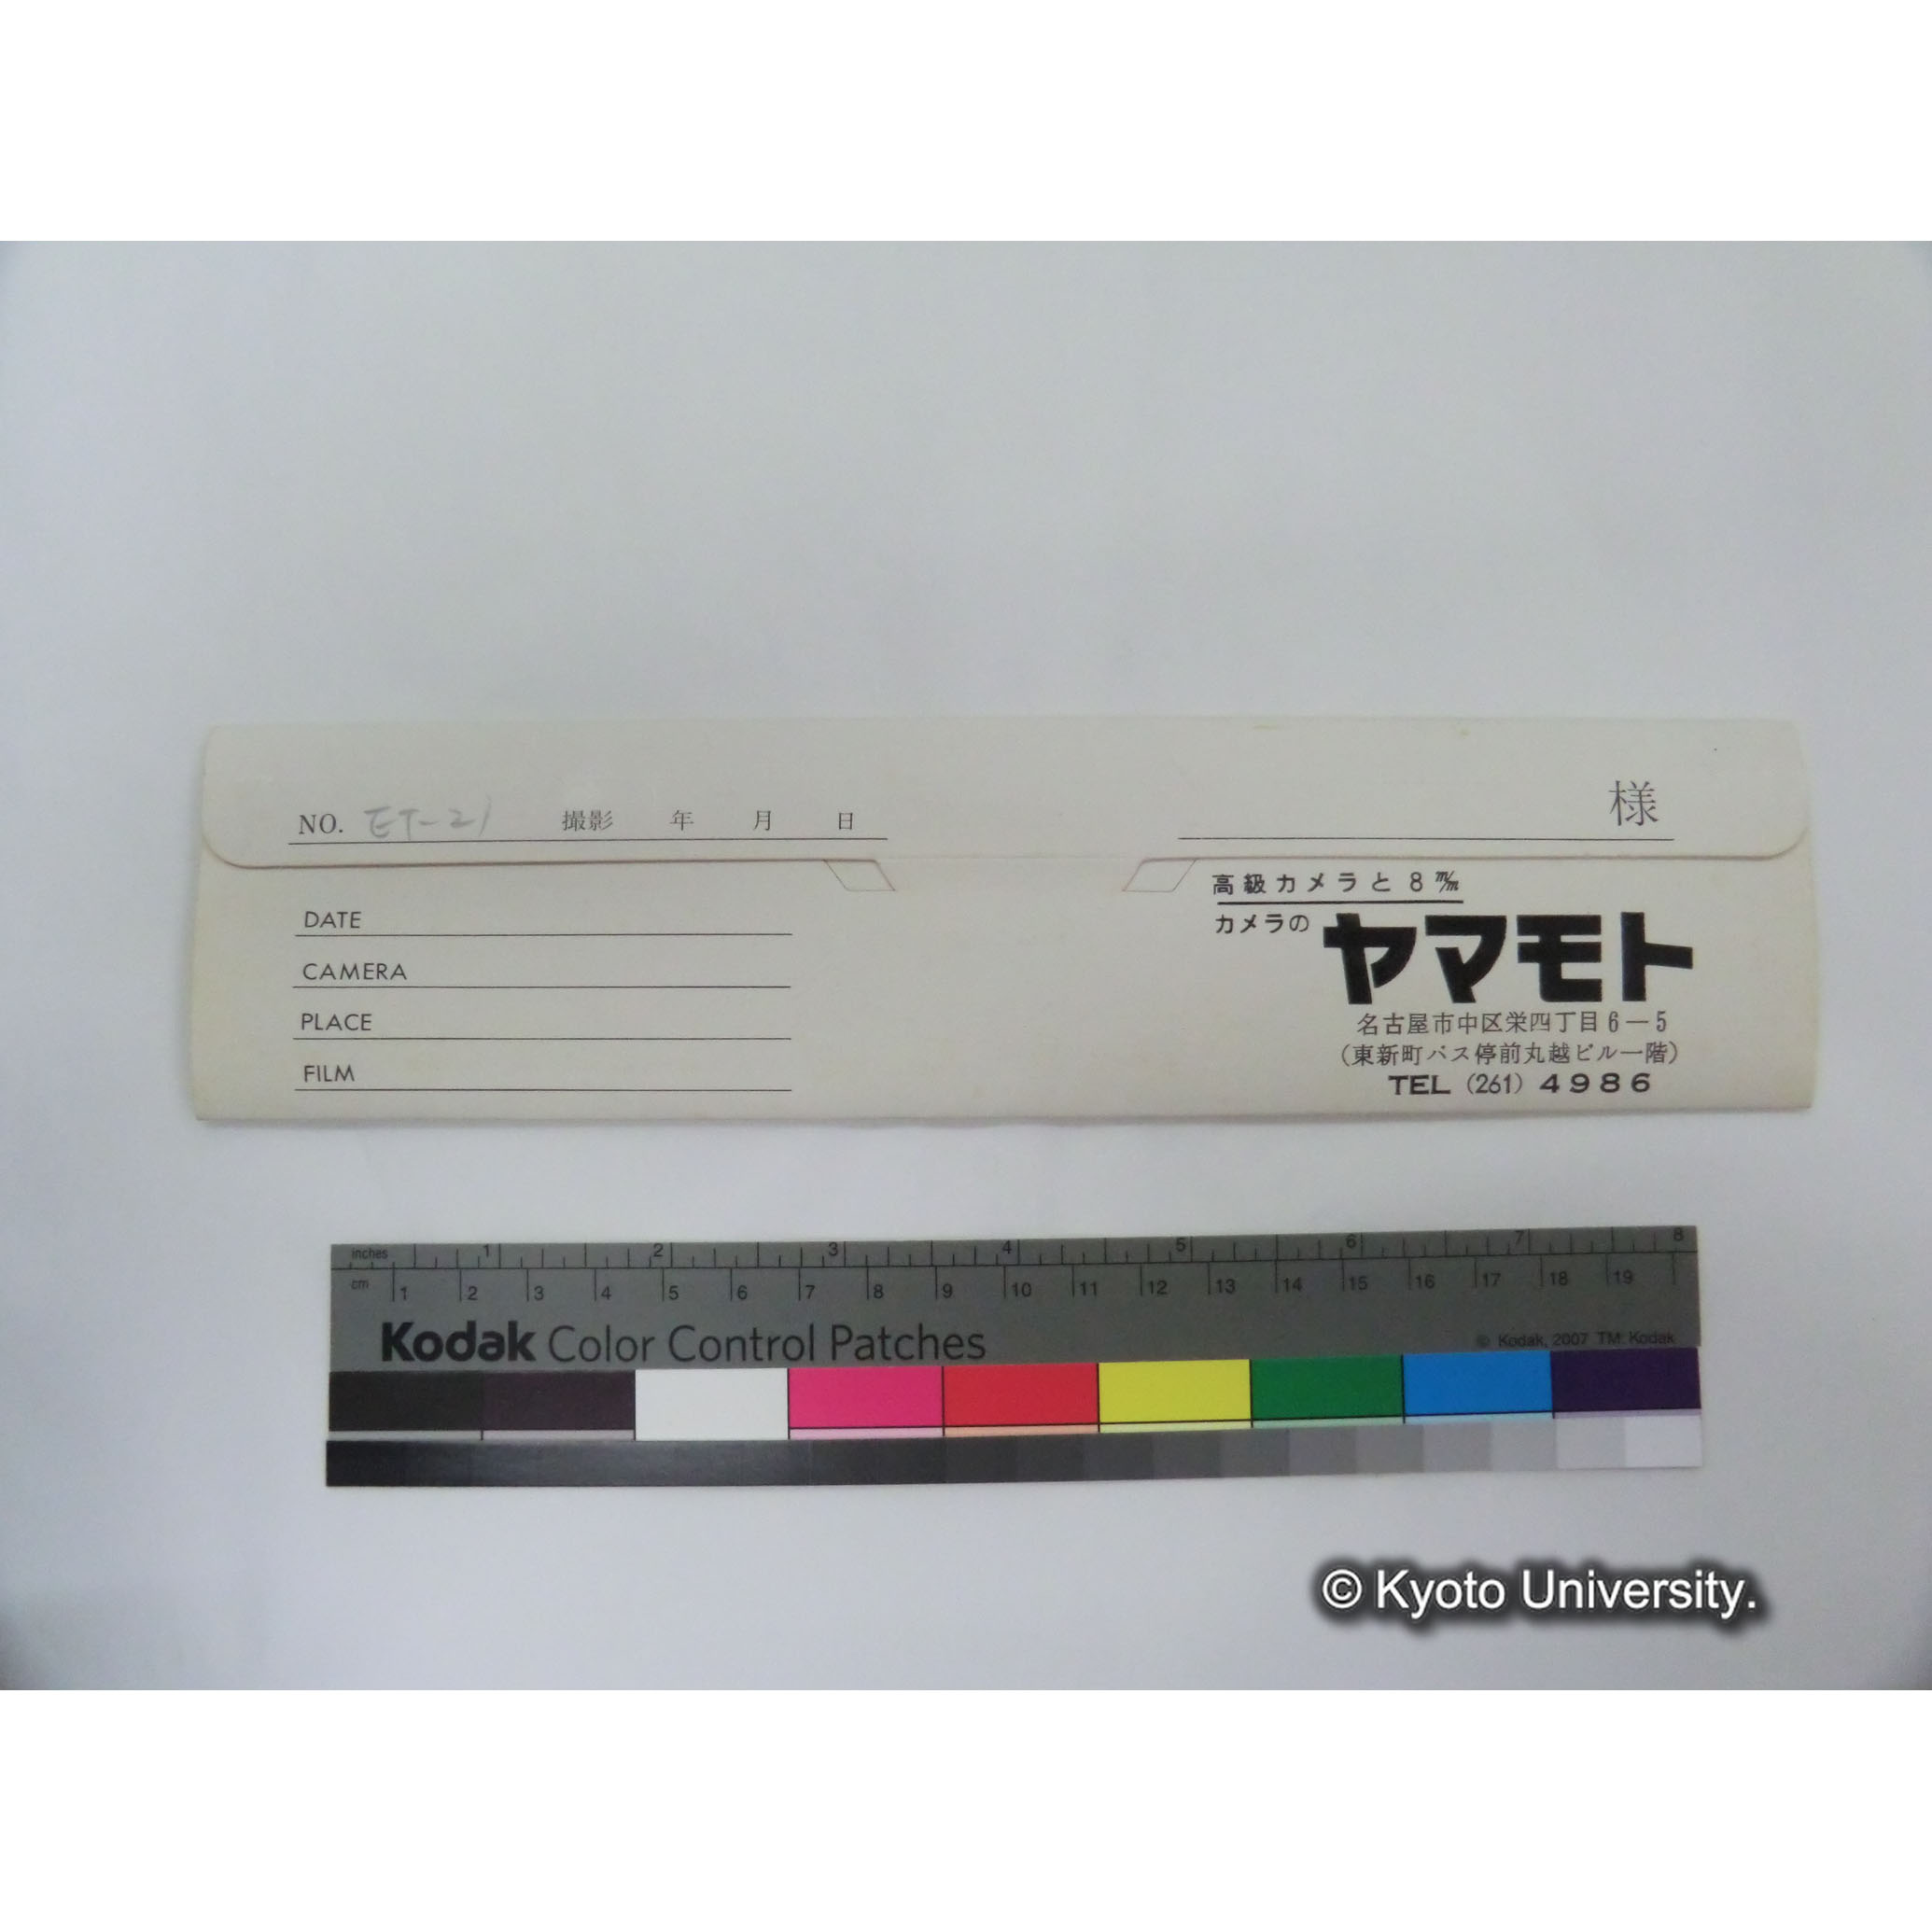 NO. ET-21 撮影 年 月 日
様
DATE
CAMERA
PLACE
FILM
高級カメラと8m/m
カメラの ヤマモト
名古屋市中区栄四丁目6－5
(東新町バス停前丸越ビル一階)
TEL (261) 4986
inches 1 2 3 4 5 6 7 8
cm 1 2 3 4 5 6 7 8 9 10 11 12 13 14 15 16 17 18 19
Kodak Color Control Patches
© Kodak, 2007 TM: Kodak
© Kyoto University.